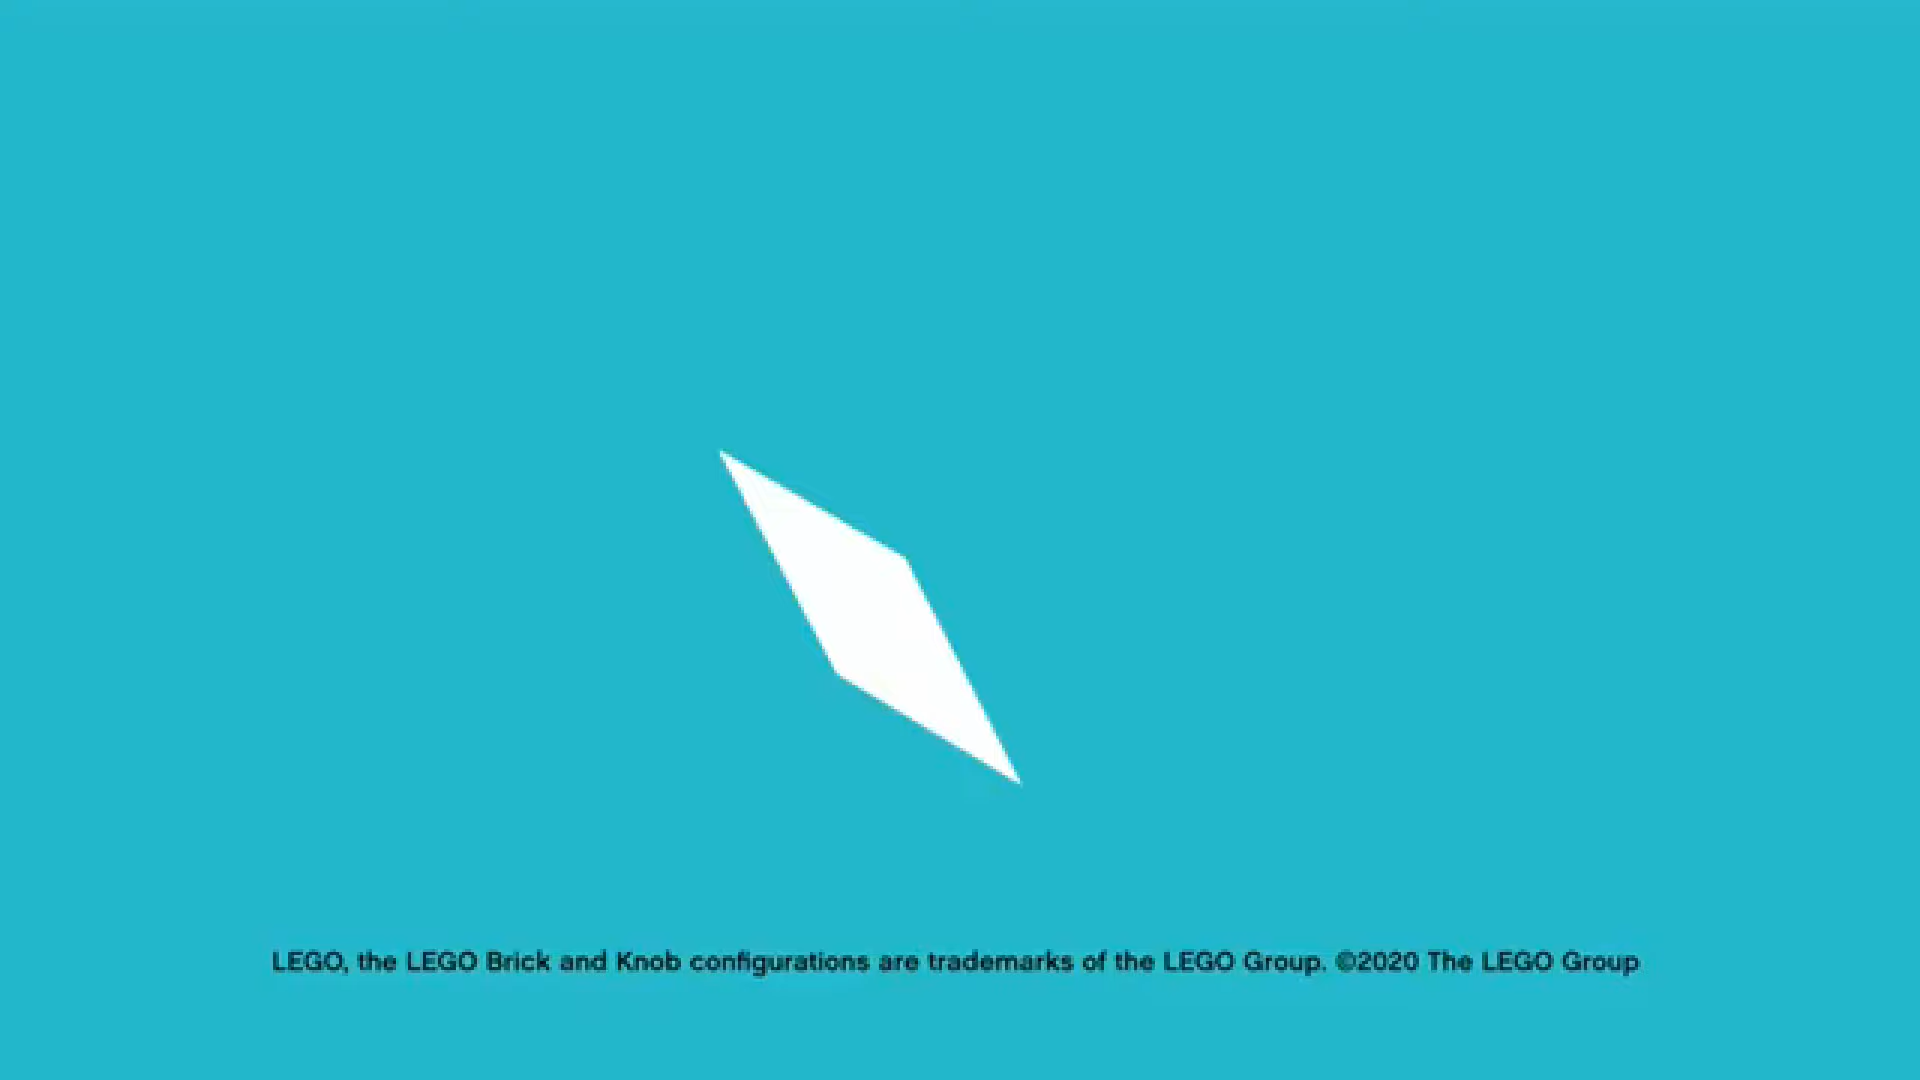 LEGO, the LEGO Brick and Knob configurations are trademarks of the LEGO Group. ©2020 The LEGO Group